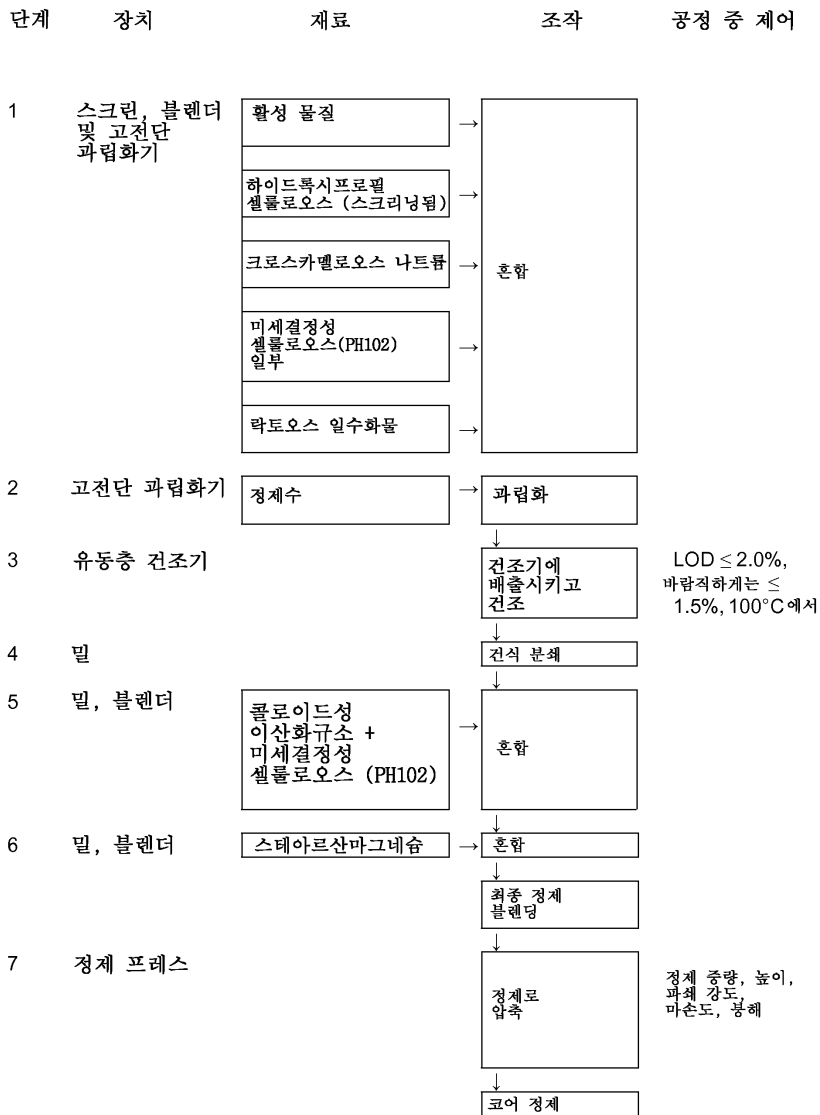 단계 장치 재료 조작 공정 중 제어
1 스크린, 블렌더
및 고전단
과립화기
활성 물질 →
하이드록시프로필
셀룰로오스 (스크리닝됨) →
크로스카멜로오스 나트륨 →
혼합
미세결정성
셀룰로오스(PH102)
일부 →
락토오스 일수화물 →
2 고전단 과립화기 정제수 → 과립화
↓
3 유동층 건조기
건조기에
배출시키고
건조
LOD ≤ 2.0%,
바람직하게는 ≤
1.5%, 100°C에서
↓
4 밀 건식 분쇄
↓
5 밀, 블렌더
콜로이드성
이산화규소 +
미세결정성
셀룰로오스 (PH102)
→ 혼합
↓
6 밀, 블렌더 스테아르산마그네슘 → 혼합
↓
최종 정제
블렌딩
↓
7 정제 프레스
정제로
압축
정제 중량, 높이,
파쇄 강도,
마손도, 붕해
↓
코어 정제